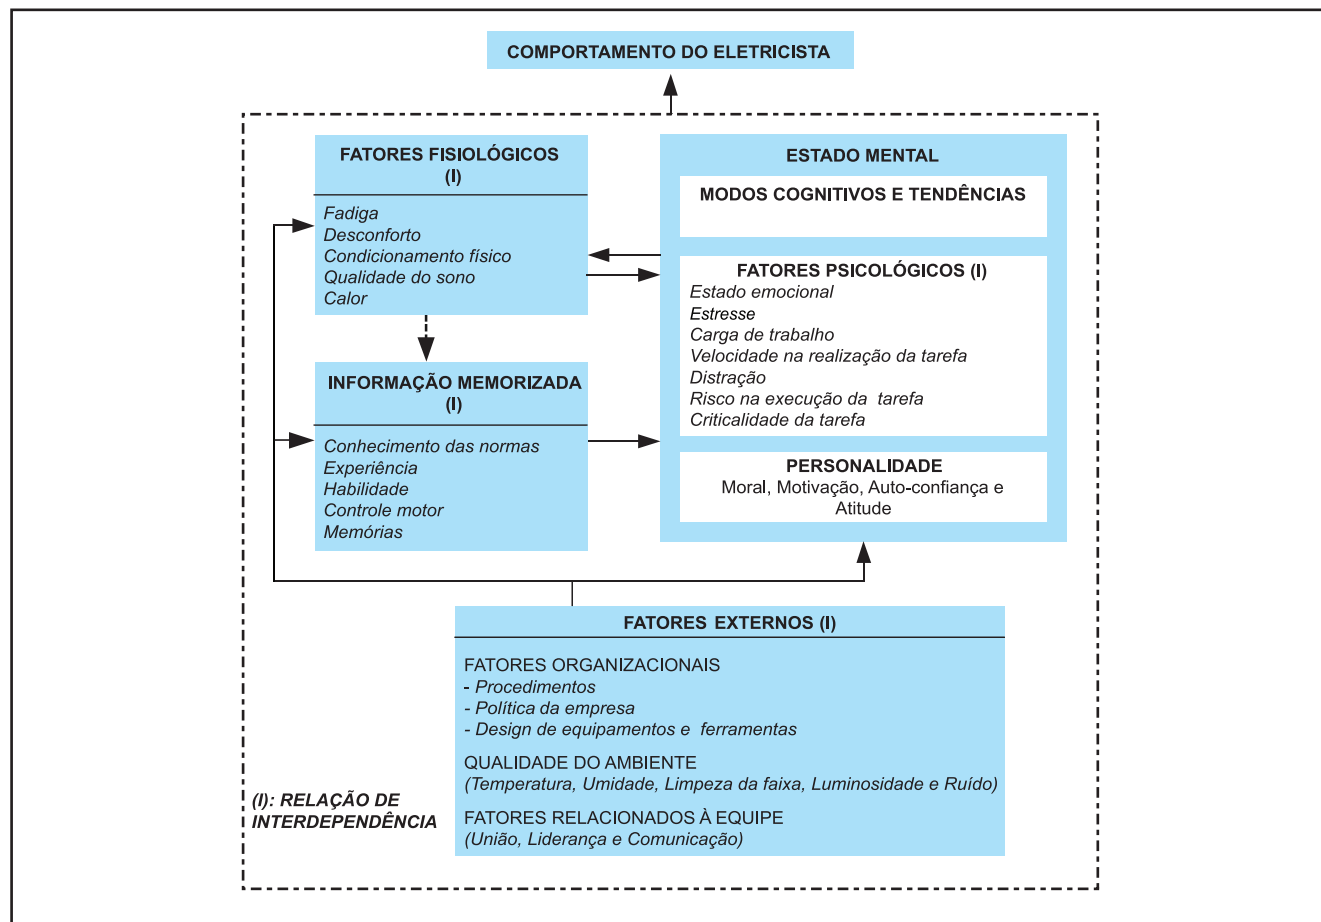 COMPORTAMENTO DO ELETRICISTA
FATORES FISIOLÓGICOS
(I)
Fadiga
Desconforto
Condicionamento físico
Qualidade do sono
Calor
INFORMAÇÃO MEMORIZADA
(I)
Conhecimento das normas
Experiência
Habilidade
Controle motor
Memórias
ESTADO MENTAL
MODOS COGNITIVOS E TENDÊNCIAS
FATORES PSICOLÓGICOS (I)
Estado emocional
Estresse
Carga de trabalho
Velocidade na realização da tarefa
Distração
Risco na execução da tarefa
Criticalidade da tarefa
PERSONALIDADE
Moral, Motivação, Auto-confiança e
Atitude
FATORES EXTERNOS (I)
FATORES ORGANIZACIONAIS
- Procedimentos
- Política da empresa
- Design de equipamentos e ferramentas
QUALIDADE DO AMBIENTE
(Temperatura, Umidade, Limpeza da faixa, Luminosidade e Ruído)
FATORES RELACIONADOS À EQUIPE
(União, Liderança e Comunicação)
(I): RELAÇÃO DE
INTERDEPENDÊNCIA